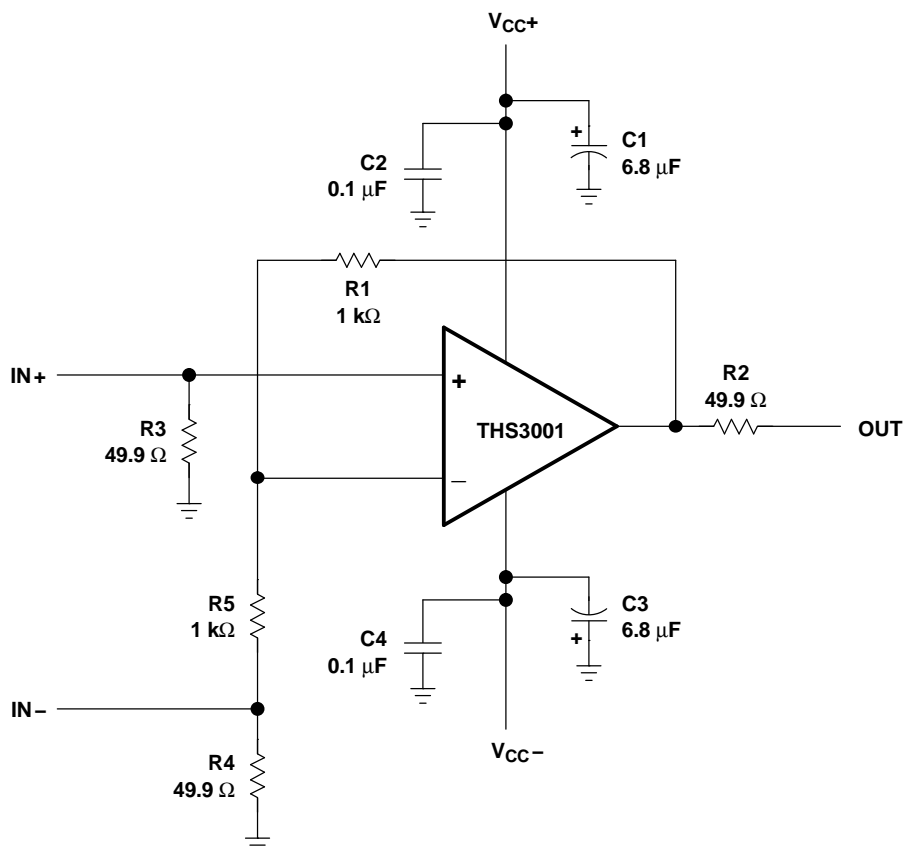 VCC+
C2
0.1 μF
+
C1
6.8 μF
R1
1 kΩ
IN+
+
R2
49.9 Ω
R3
49.9 Ω
THS3001
OUT
−
R5
1 kΩ
C4
0.1 μF
C3
6.8 μF
+
IN−
VCC−
R4
49.9 Ω